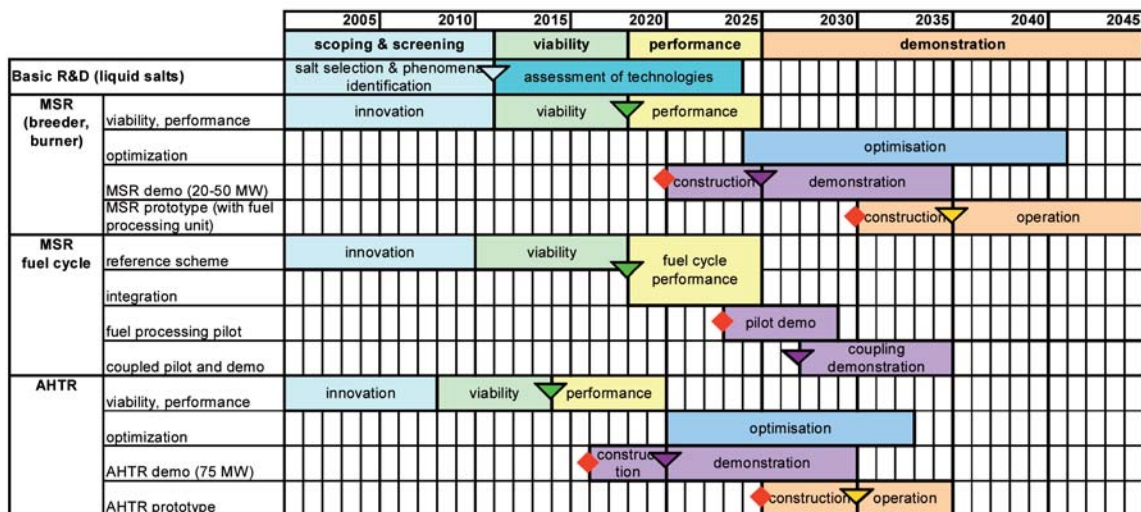 2005 2010 2015 2020 2025 2030 2035 2040 2045
scoping & screening viability performance demonstration
Basic R&D (liquid salts)
salt selection & phenomena
identification
assessment of technologies
MSR
(breeder,
burner)
viability, performance
innovation viability performance
optimization
optimisation
MSR demo (20-50 MW)
construction demonstration
MSR prototype (with fuel
processing unit)
construction operation
MSR
fuel cycle
reference scheme
innovation viability
fuel cycle
performance
integration
fuel processing pilot
pilot demo
coupled pilot and demo
coupling
demonstration
AHTR
viability, performance
innovation viability performance
optimization
optimisation
AHTR demo (75 MW)
construc
tion
demonstration
AHTR prototype
construction operation